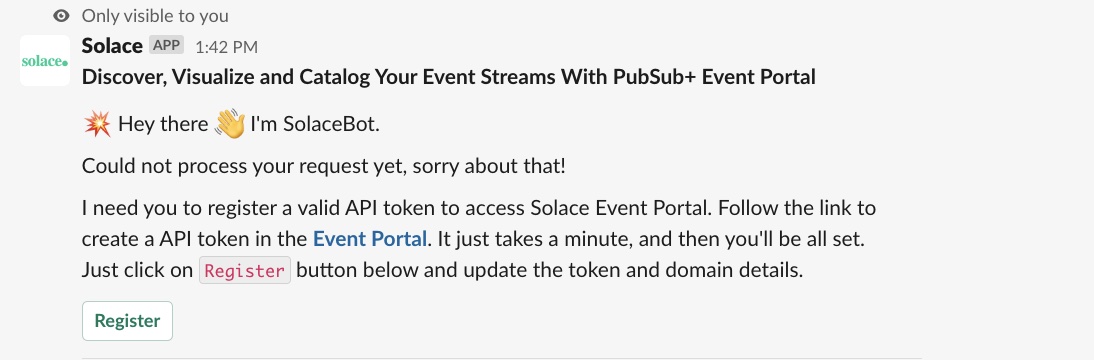 Only visible to you
solace.
Solace APP 1:42 PM
Discover, Visualize and Catalog Your Event Streams With PubSub+ Event Portal
Hey there I'm SolaceBot.
Could not process your request yet, sorry about that!
I need you to register a valid API token to access Solace Event Portal. Follow the link to
create a API token in the Event Portal. It just takes a minute, and then you'll be all set.
Just click on Register button below and update the token and domain details.
Register